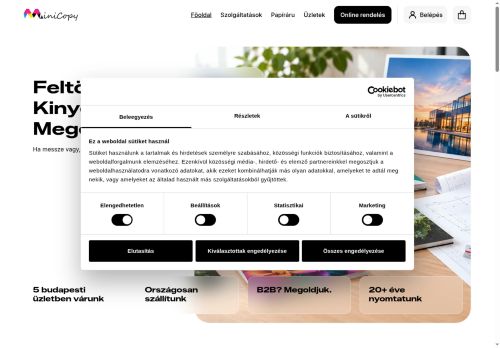 MiniCopy
Főoldal
Szolgáltatások
Papíráru
Üzletek
Online rendelés
Belépés
Feltö
Kinyo
Mego
Ha messze vagy,
Cookiebot
by Usercentrics
Beleegyezés
Részletek
A sütikről
Ez a weboldal sütiket használ
Sütiket használunk a tartalmak és hirdetések személyre szabásához, közösségi funkciók biztosításához, valamint a
weboldalforgalmunk elemzéséhez. Ezenkívül közösségi média-, hirdető- és elemző partnereinkkel megosztjuk a
weboldalhasználatodra vonatkozó adatokat, akik ezeket kombinálhatják más olyan adatokkal, amelyeket te adtál meg
nekik, vagy amelyeket az általad használt más szolgáltatásokból gyűjtöttek.
Elengedhetetlen
Beállítások
Statisztikai
Marketing
Elutasítás
Kiválasztottak engedélyezése
Összes engedélyezése
5 budapesti
üzletben várunk
Országosan
szállítunk
B2B? Megoldjuk.
20+ éve
nyomtatunk